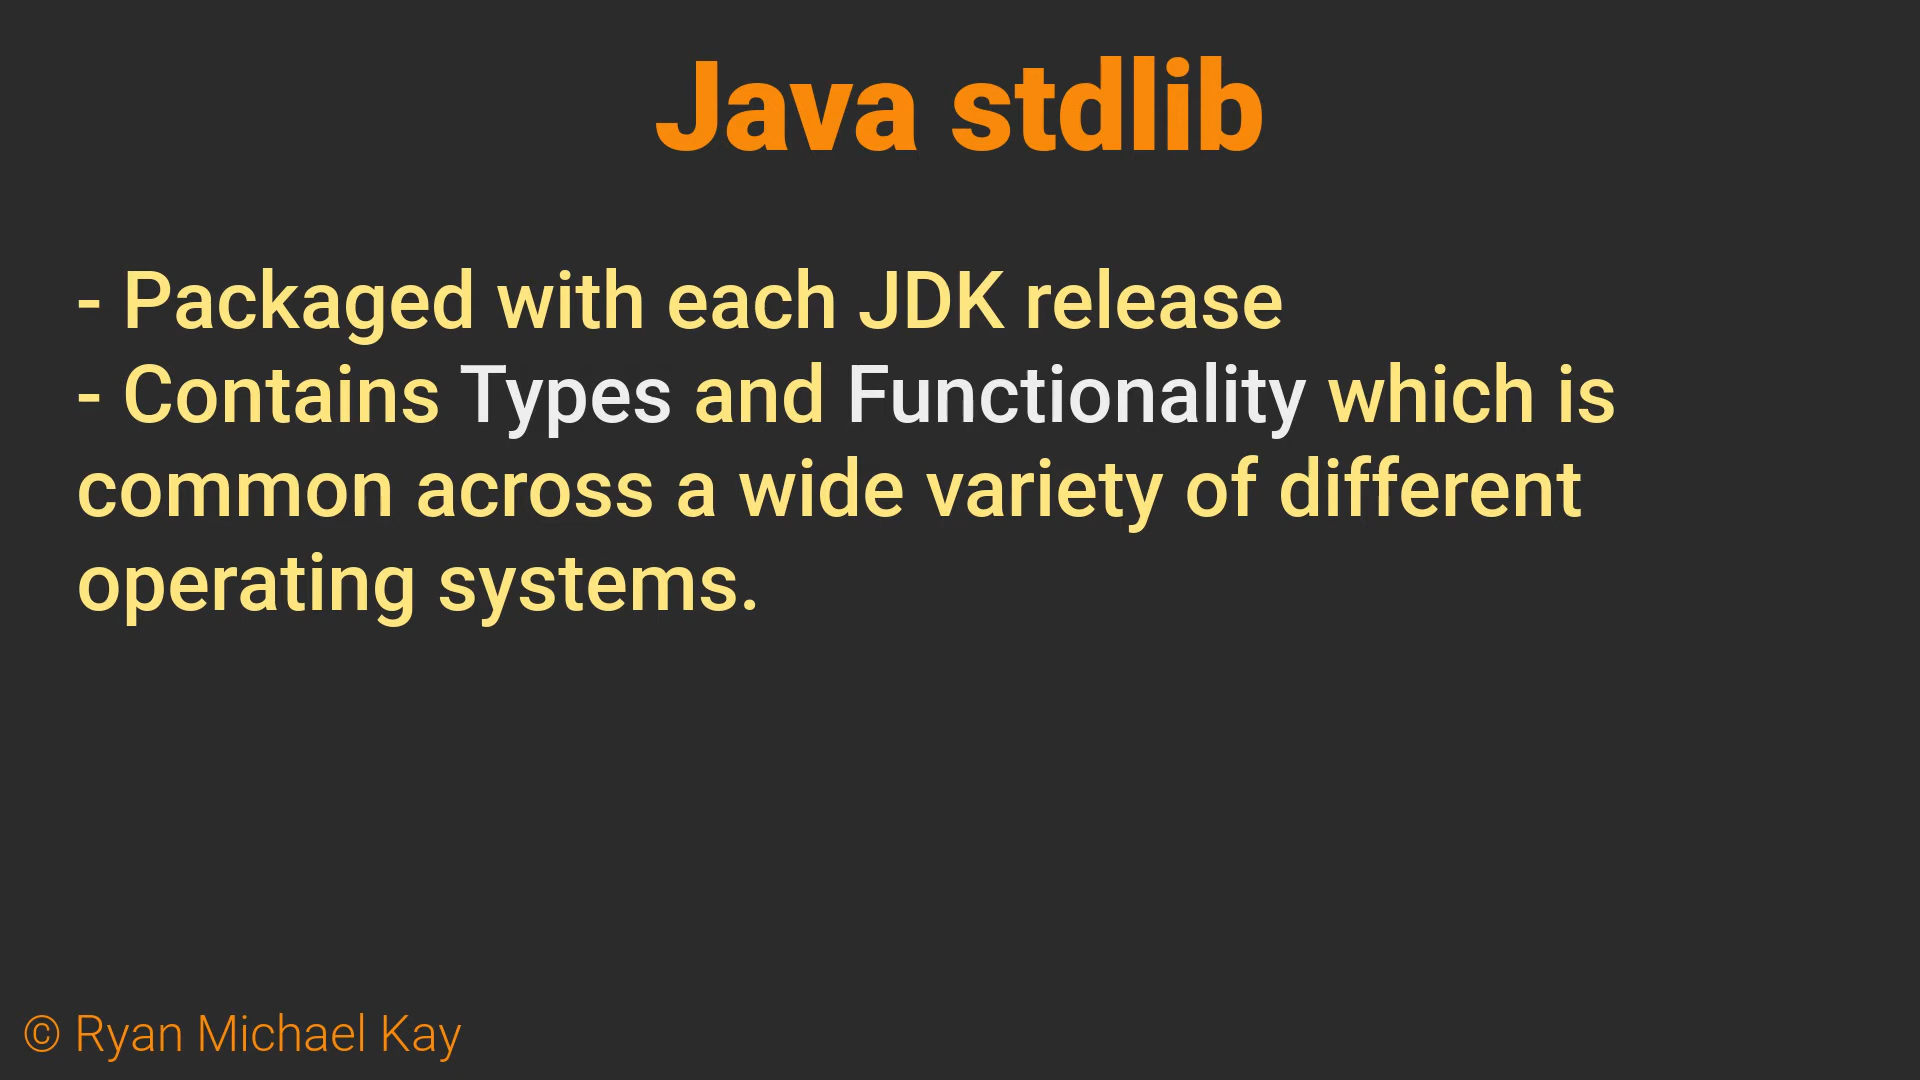 Java stdlib
- Packaged with each JDK release
- Contains Types and Functionality which is
common across a wide variety of different
operating systems.
© Ryan Michael Kay